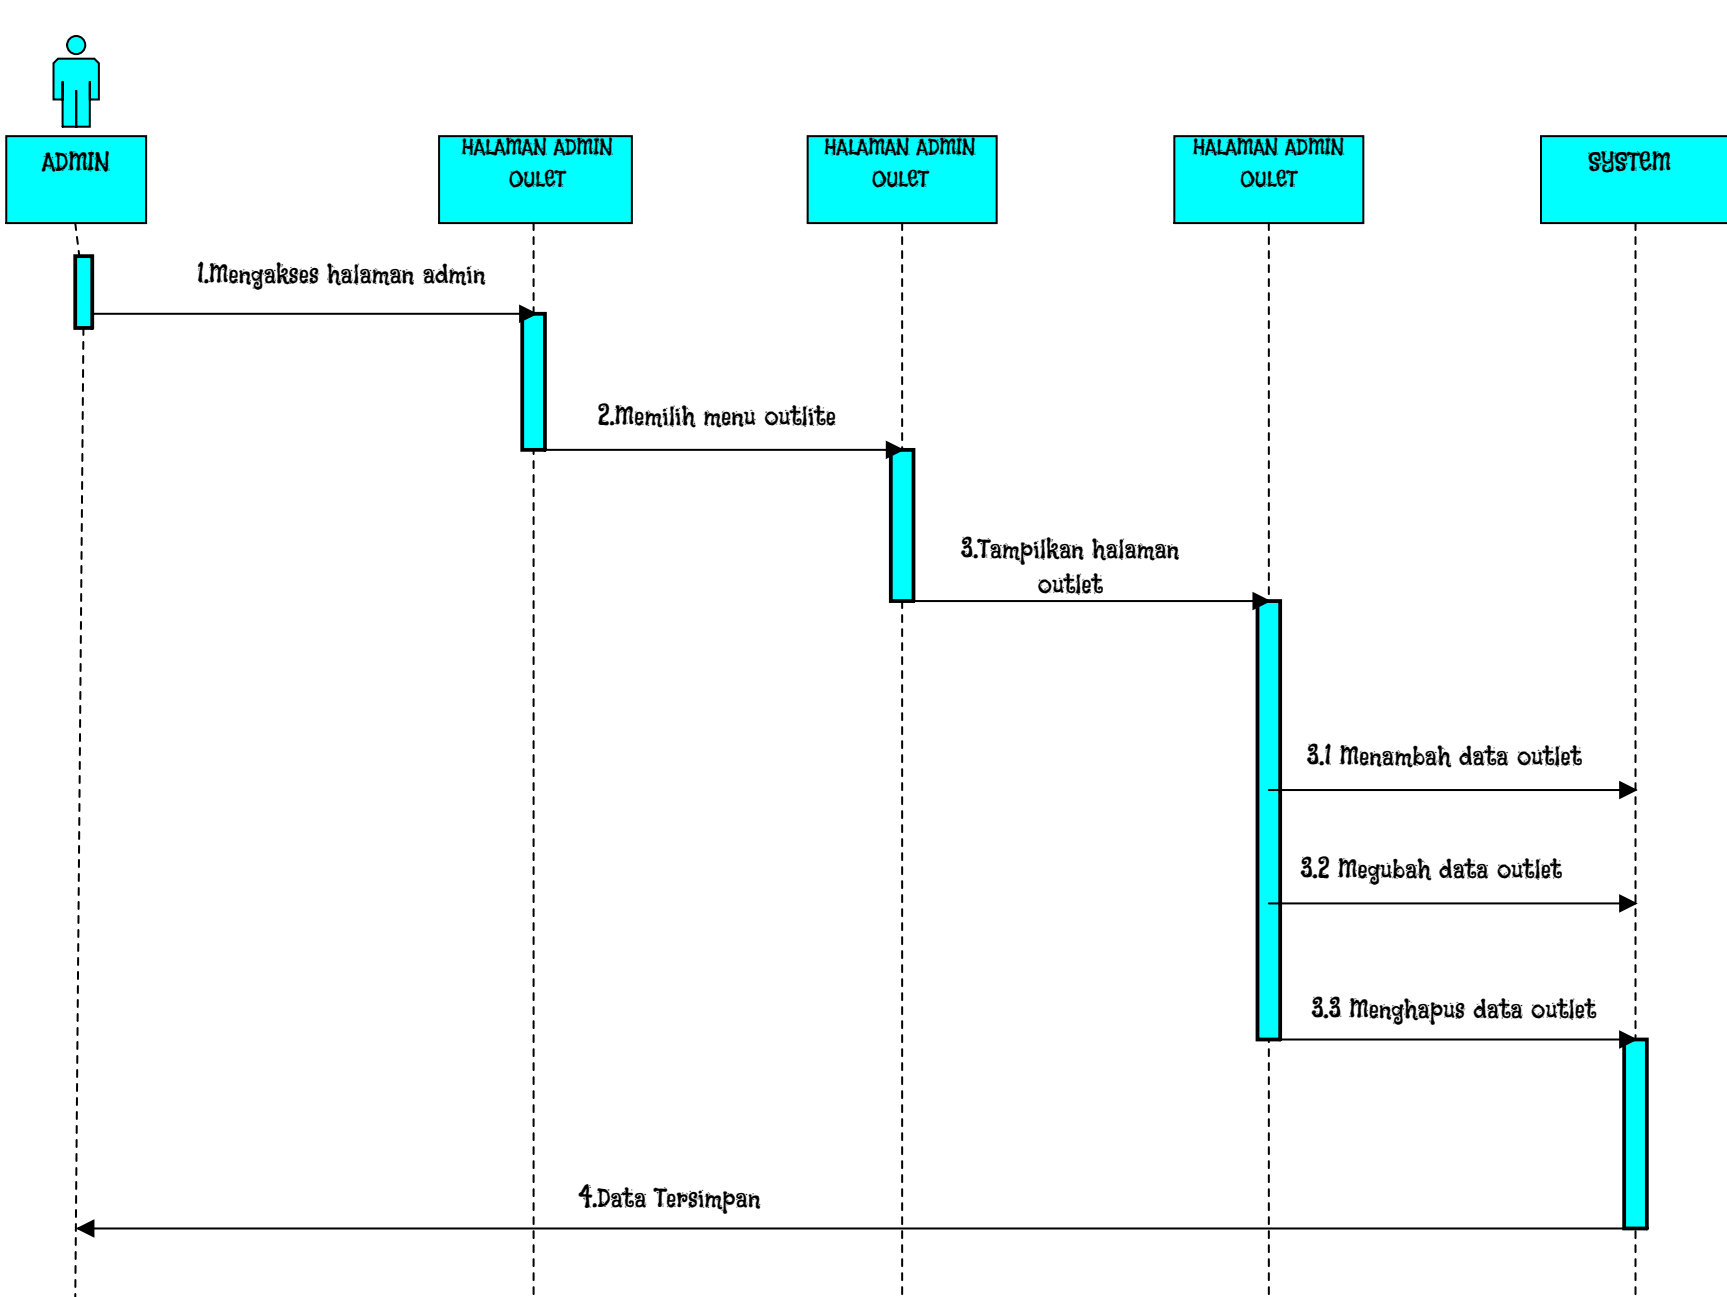 ADMIN
HALAMAN ADMIN
OULET
HALAMAN ADMIN
OULET
HALAMAN ADMIN
OULET
SYSTEM
1.Mengakses halaman admin
2.Memilih menu outlite
3.Tampilkan halaman
outlet
3.1 Menambah data outlet
3.2 Megubah data outlet
3.3 Menghapus data outlet
4.Data Tersimpan